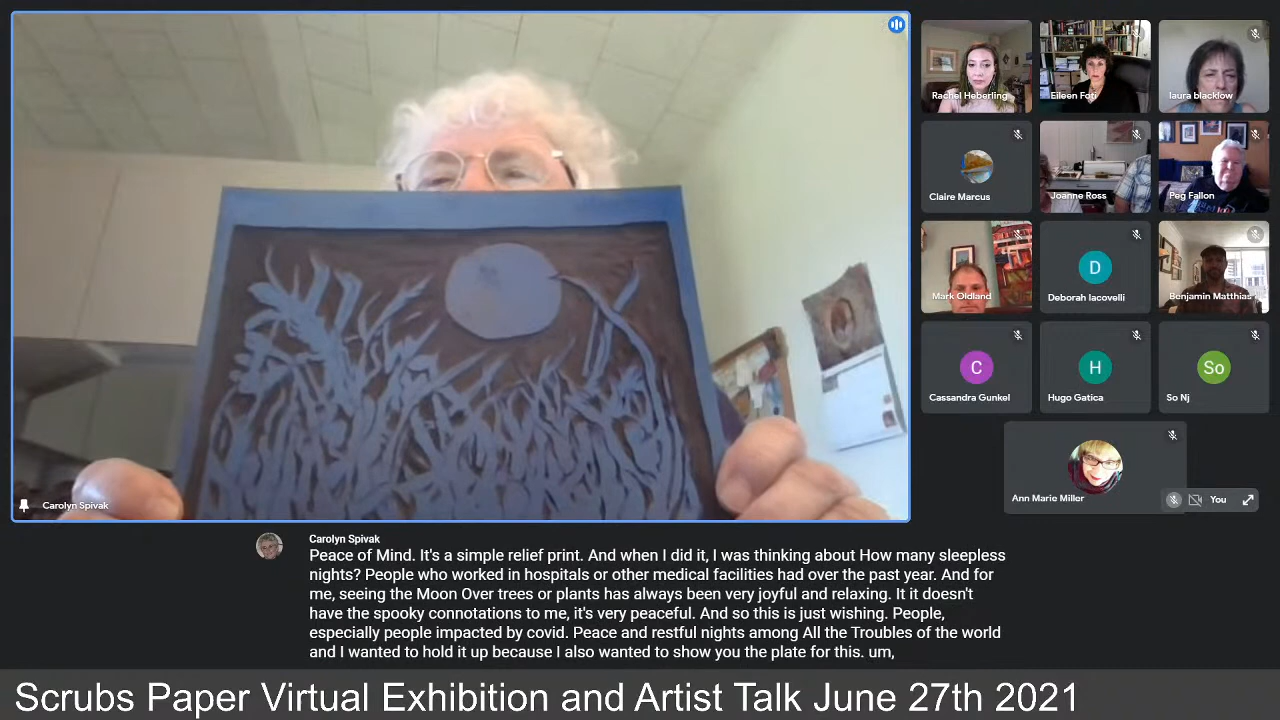 Carolyn Spivak
Rachel Heberling
Eileen Foti
laura blacklow
Claire Marcus
Joanne Ross
Peg Fallon
Mark Oldland
D
Deborah Iacovelli
Benjamin Matthias
C
Cassandra Gunkel
H
Hugo Gatica
So
So Nj
Ann Marie Miller
You
Carolyn Spivak
Peace of Mind. It's a simple relief print. And when I did it, I was thinking about How many sleepless
nights? People who worked in hospitals or other medical facilities had over the past year. And for
me, seeing the Moon Over trees or plants has always been very joyful and relaxing. It it doesn't
have the spooky connotations to me, it's very peaceful. And so this is just wishing. People,
especially people impacted by covid. Peace and restful nights among All the Troubles of the world
and I wanted to hold it up because I also wanted to show you the plate for this. um,
Scrubs Paper Virtual Exhibition and Artist Talk June 27th 2021